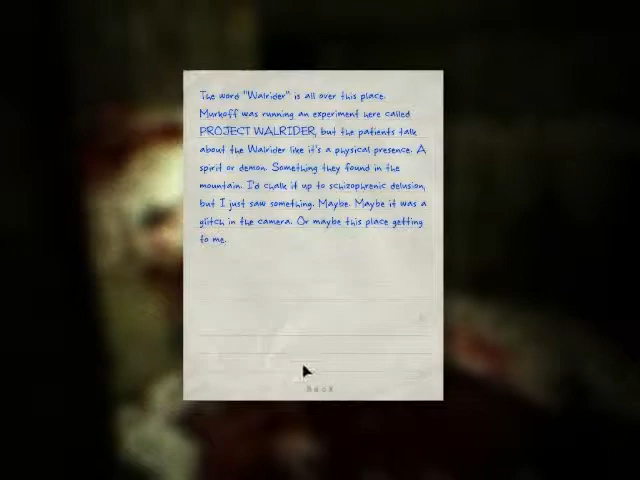 The word "Walrider" is all over this place.
Murkoff was running an experiment here called
PROJECT WALRIDER, but the patients talk
about the Walrider like it's a physical presence. A
spirit or demon. Something they found in the
mountain. I'd chalk it up to schizophrenic delusion,
but I just saw something. Maybe. Maybe it was a
glitch in the camera. Or maybe this place getting
to me.
Back